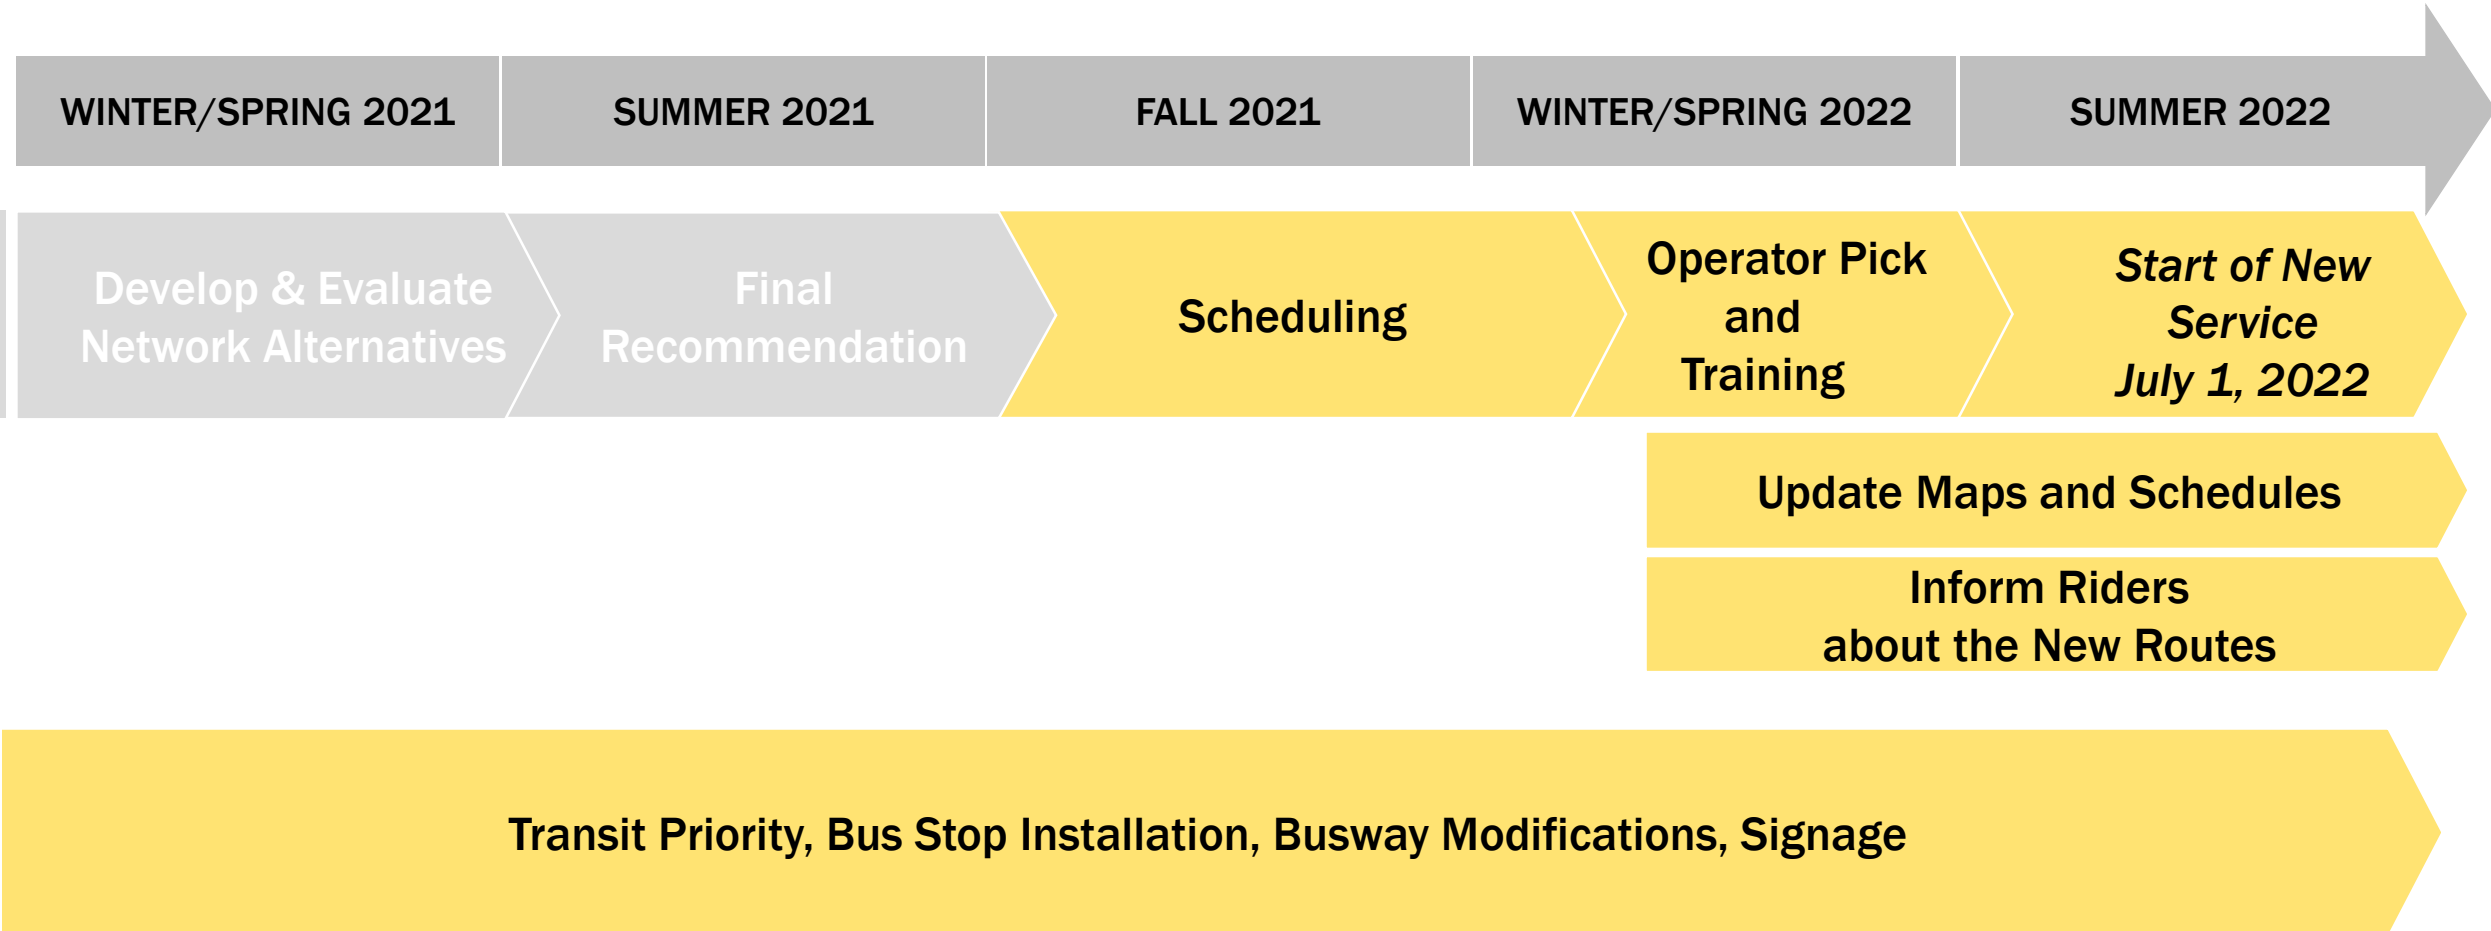 WINTER/SPRING 2021
SUMMER 2021
FALL 2021
WINTER/SPRING 2022
SUMMER 2022
Develop & Evaluate
Network Alternatives
Final
Recommendation
Scheduling
Operator Pick
and
Training
Start of New
Service
July 1, 2022
Update Maps and Schedules
Inform Riders
about the New Routes
Transit Priority, Bus Stop Installation, Busway Modifications, Signage